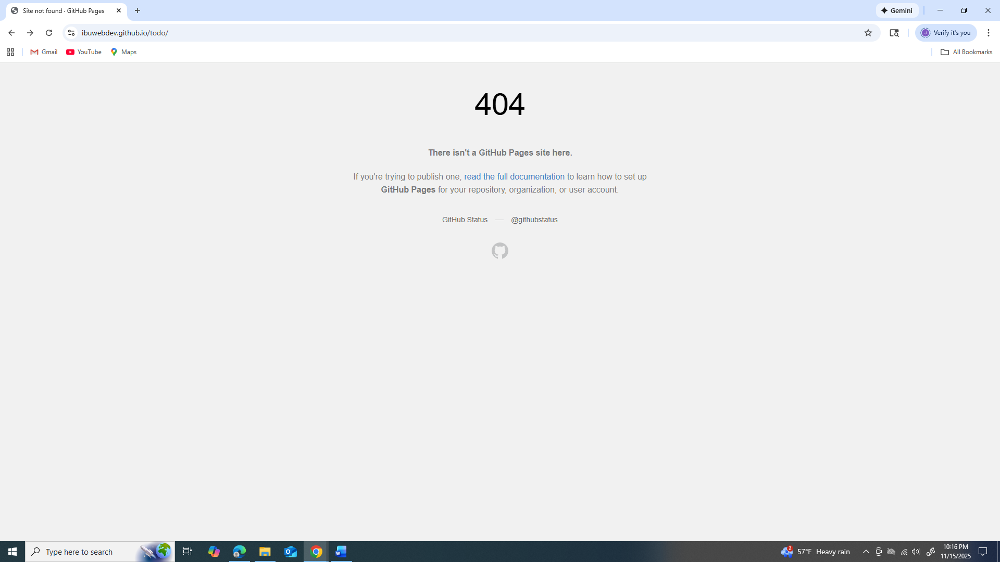 Site not found · GitHub Pages
Gemini
ibuwebdev.github.io/todo/
J
Verify it's you
Gmail
YouTube
Maps
All Bookmarks
404
There isn't a GitHub Pages site here.
If you're trying to publish one, read the full documentation to learn how to set up
GitHub Pages for your repository, organization, or user account.
GitHub Status — @githubstatus
Type here to search
2
57°F Heavy rain
10:16 PM
11/15/2025